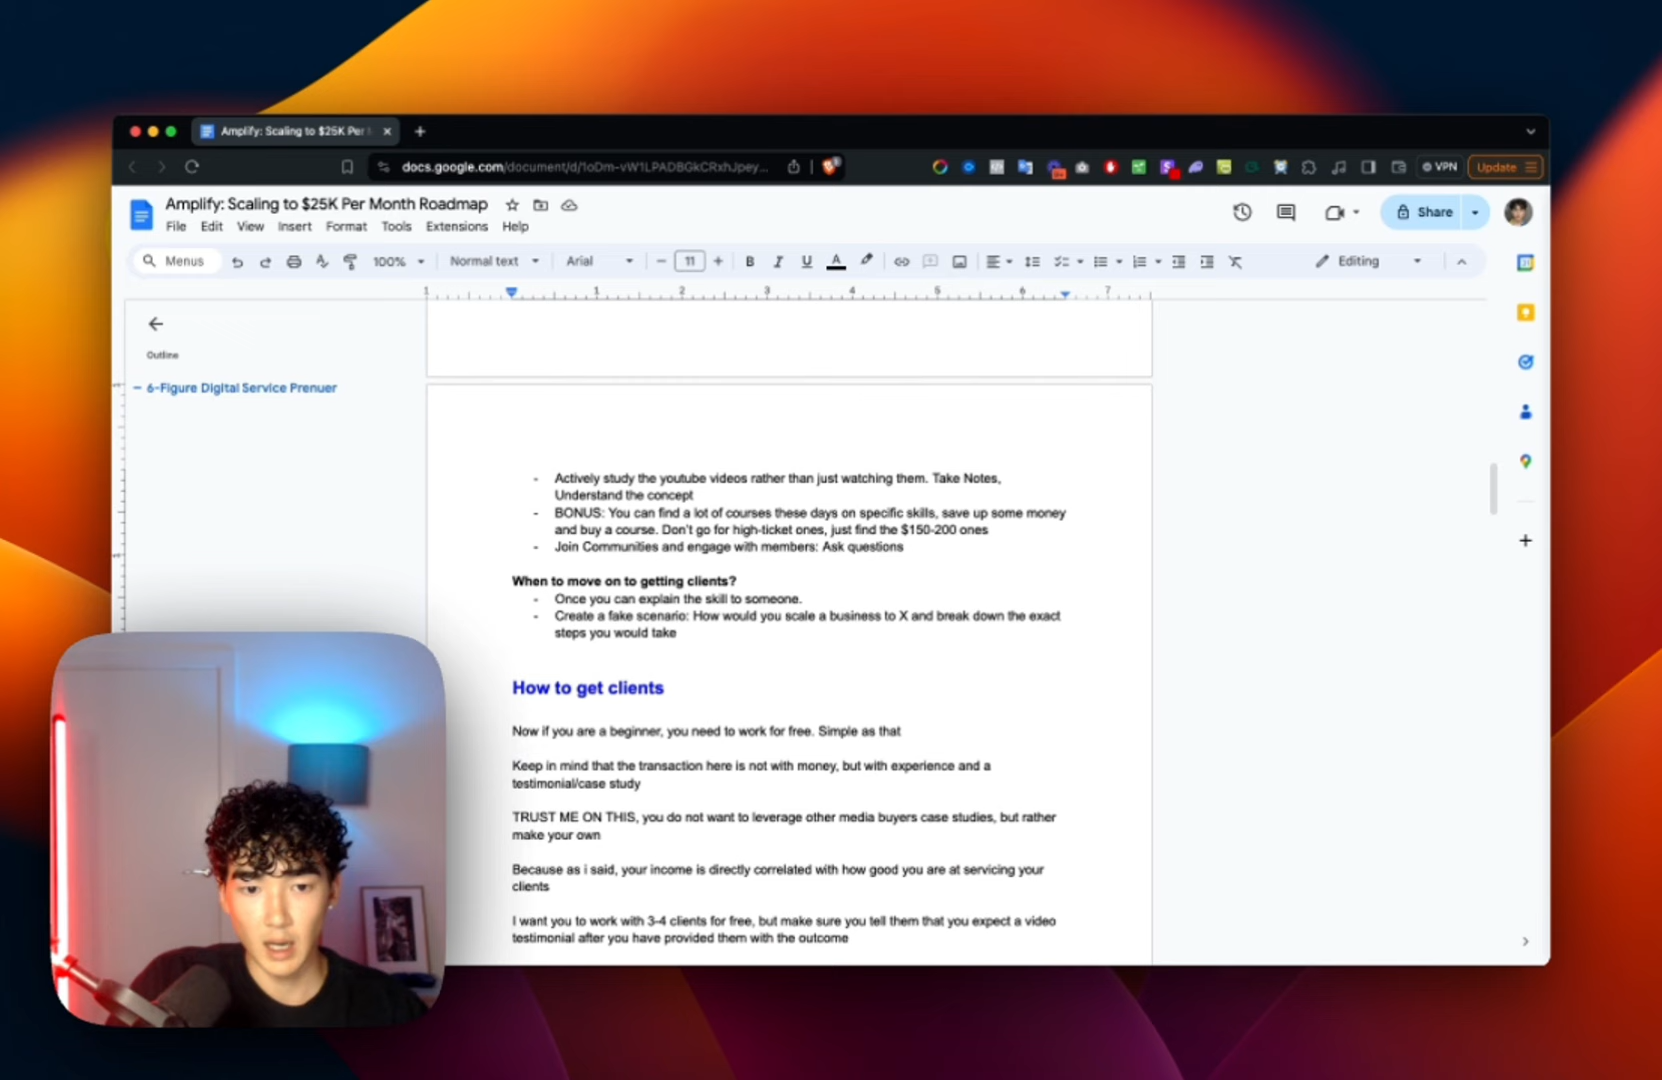 Amplify: Scaling to $25K Per
docs.google.com/document/d/1oDm-vW1LPADBGkCRxhJpey...
VPN
Update
Amplify: Scaling to $25K Per Month Roadmap
File Edit View Insert Format Tools Extensions Help
Share
Menus
100%
Normal text
Arial
11
B I U A
Editing
1 1 2 3 4 5 6 7
Outline
6-Figure Digital Service Prenuer
- Actively study the youtube videos rather than just watching them. Take Notes,
Understand the concept
- BONUS: You can find a lot of courses these days on specific skills, save up some money
and buy a course. Don't go for high-ticket ones, just find the $150-200 ones
- Join Communities and engage with members: Ask questions
When to move on to getting clients?
- Once you can explain the skill to someone.
- Create a fake scenario: How would you scale a business to X and break down the exact
steps you would take
How to get clients
Now if you are a beginner, you need to work for free. Simple as that
Keep in mind that the transaction here is not with money, but with experience and a
testimonial/case study
TRUST ME ON THIS, you do not want to leverage other media buyers case studies, but rather
make your own
Because as i said, your income is directly correlated with how good you are at servicing your
clients
I want you to work with 3-4 clients for free, but make sure you tell them that you expect a video
testimonial after you have provided them with the outcome